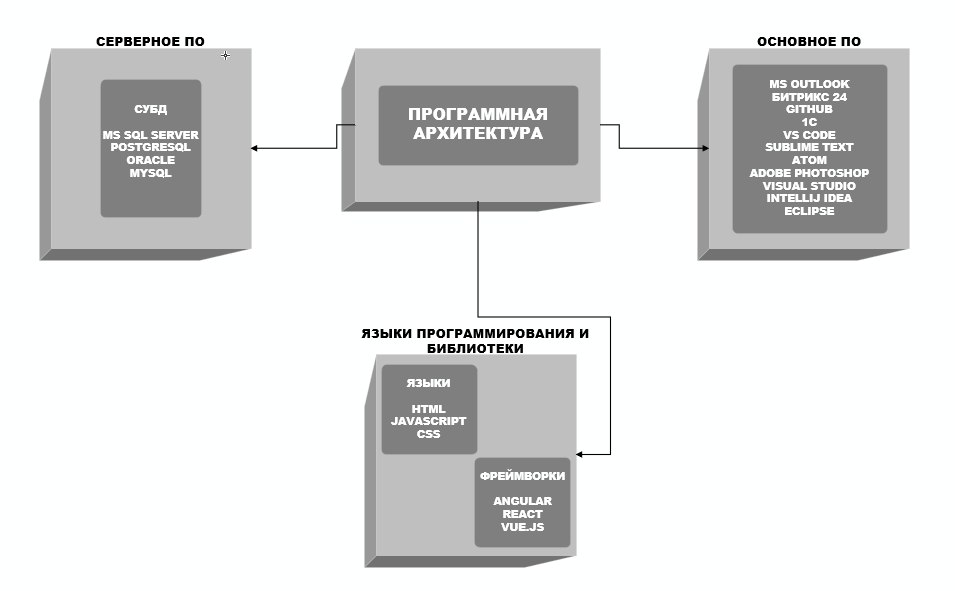 СЕРВЕРНОЕ ПО
СУБД
MS SQL SERVER
POSTGRESQL
ORACLE
MYSQL
ПРОГРАММНАЯ
АРХИТЕКТУРА
ОСНОВНОЕ ПО
MS OUTLOOK
БИТРИКС 24
GITHUB
1С
VS CODE
SUBLIME TEXT
ATOM
ADOBE PHOTOSHOP
VISUAL STUDIO
INTELLIJ IDEA
ECLIPSE
ЯЗЫКИ ПРОГРАММИРОВАНИЯ И
БИБЛИОТЕКИ
ЯЗЫКИ
HTML
JAVASCRIPT
CSS
ФРЕЙМВОРКИ
ANGULAR
REACT
VUE.JS